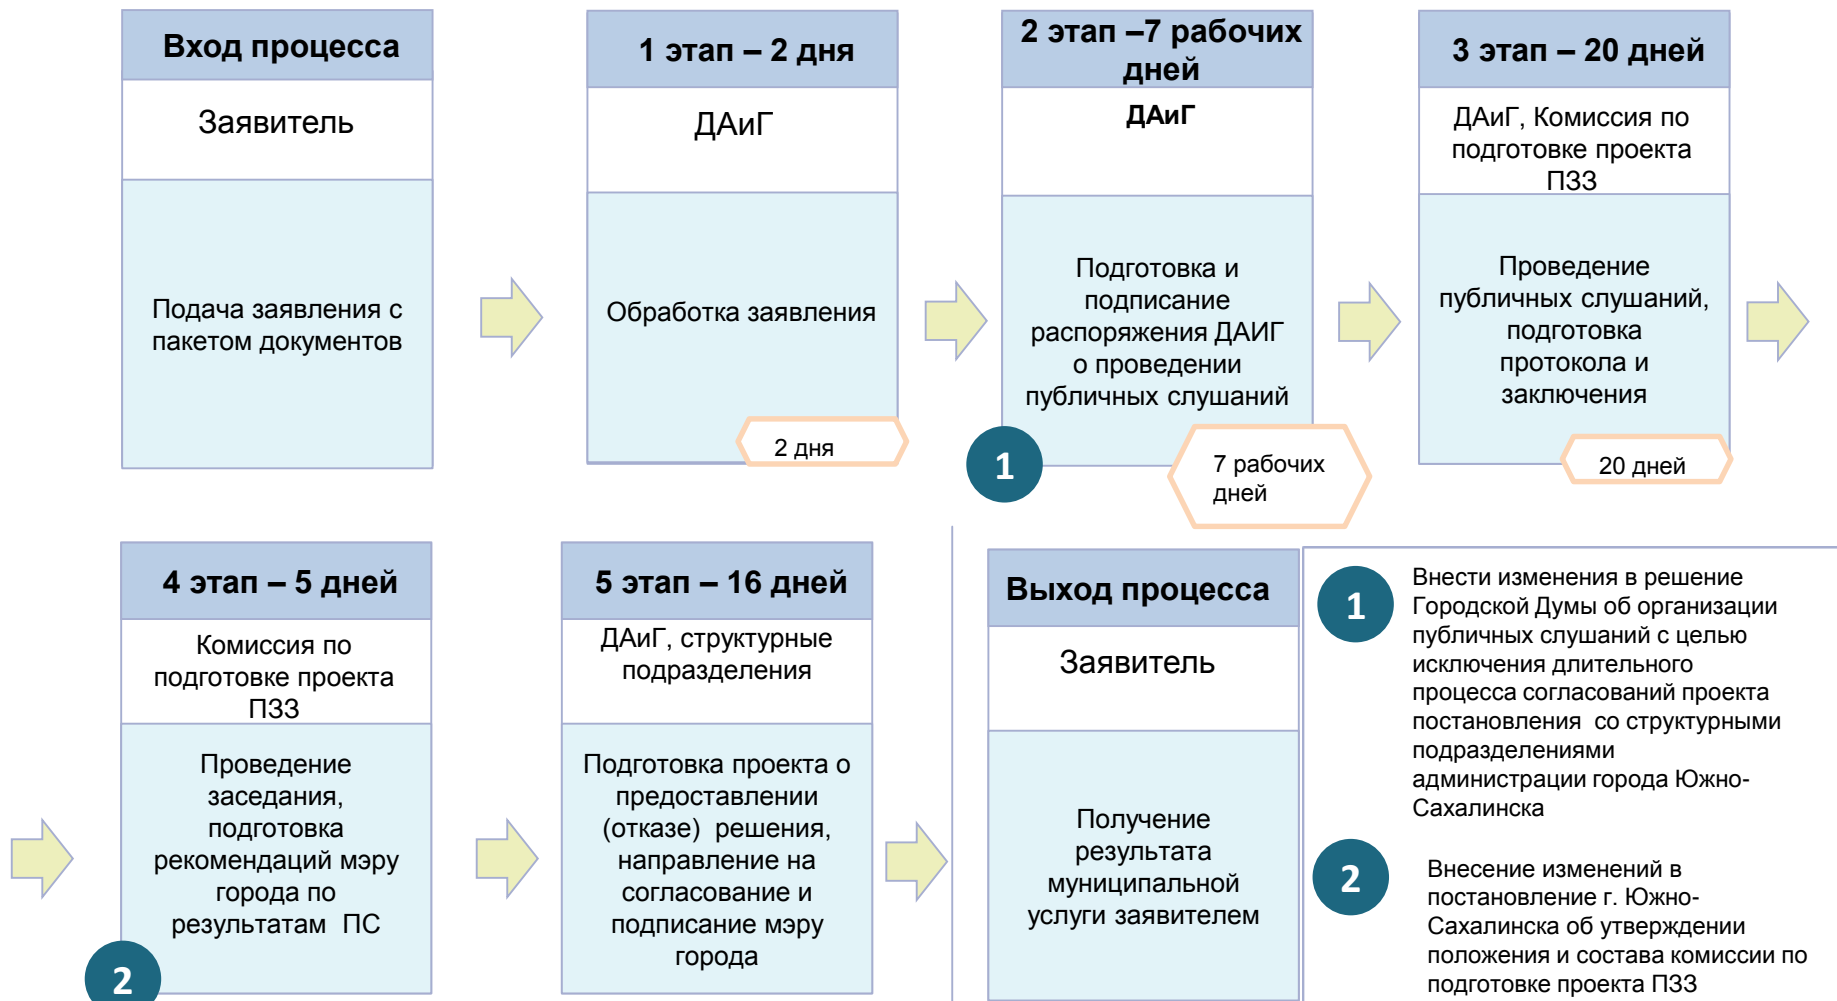 Вход процесса
Заявитель
Подача заявления с
пакетом документов
1 этап – 2 дня
ДАиГ
Обработка заявления
2 дня
2 этап –7 рабочих
дней
ДАиГ
Подготовка и
подписание
распоряжения ДАИГ
о проведении
публичных слушаний
1
7 рабочих
дней
3 этап – 20 дней
ДАиГ, Комиссия по
подготовке проекта
ПЗЗ
Проведение
публичных слушаний,
подготовка
протокола и
заключения
20 дней
4 этап – 5 дней
Комиссия по
подготовке проекта
ПЗЗ
Проведение
заседания,
подготовка
рекомендаций мэру
города по
результатам ПС
2
5 этап – 16 дней
ДАиГ, структурные
подразделения
Подготовка проекта о
предоставлении
(отказе) решения,
направление на
согласование и
подписание мэру
города
Выход процесса
Заявитель
Получение
результата
муниципальной
услуги заявителем
1
Внести изменения в решение
Городской Думы об организации
публичных слушаний с целью
исключения длительного
процесса согласований проекта
постановления со структурными
подразделениями
администрации города Южно-
Сахалинска
2
Внесение изменений в
постановление г. Южно-
Сахалинска об утверждении
положения и состава комиссии по
подготовке проекта ПЗЗ